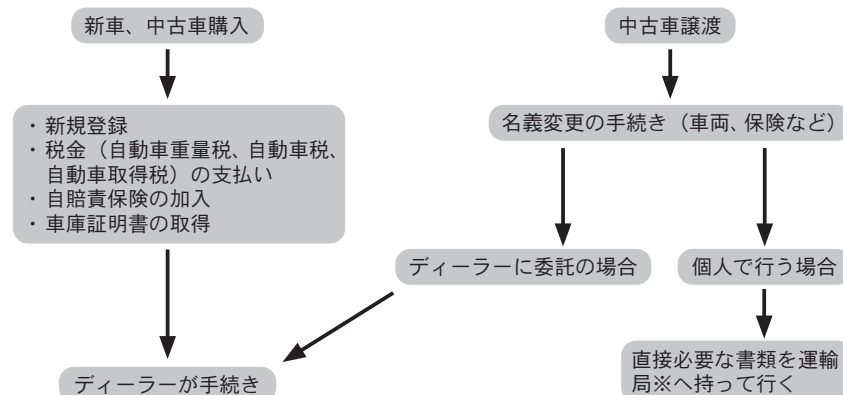 新車、中古車購入
中古車譲渡
・新規登録
・税金（自動車重量税、自動車税、
自動車取得税）の支払い
・自賠責保険の加入
・車庫証明書の取得
名義変更の手続き（車両、保険など）
ディーラーに委託の場合
個人で行う場合
ディーラーが手続き
直接必要な書類を運輸
局※へ持って行く